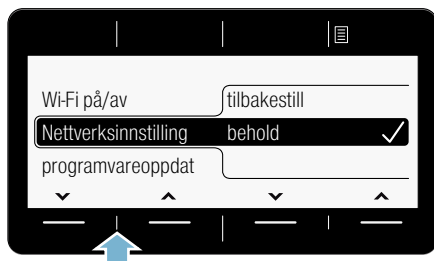 Wi-Fi på/av tilbakestill
Nettverksinnstilling behold
programvareoppdat